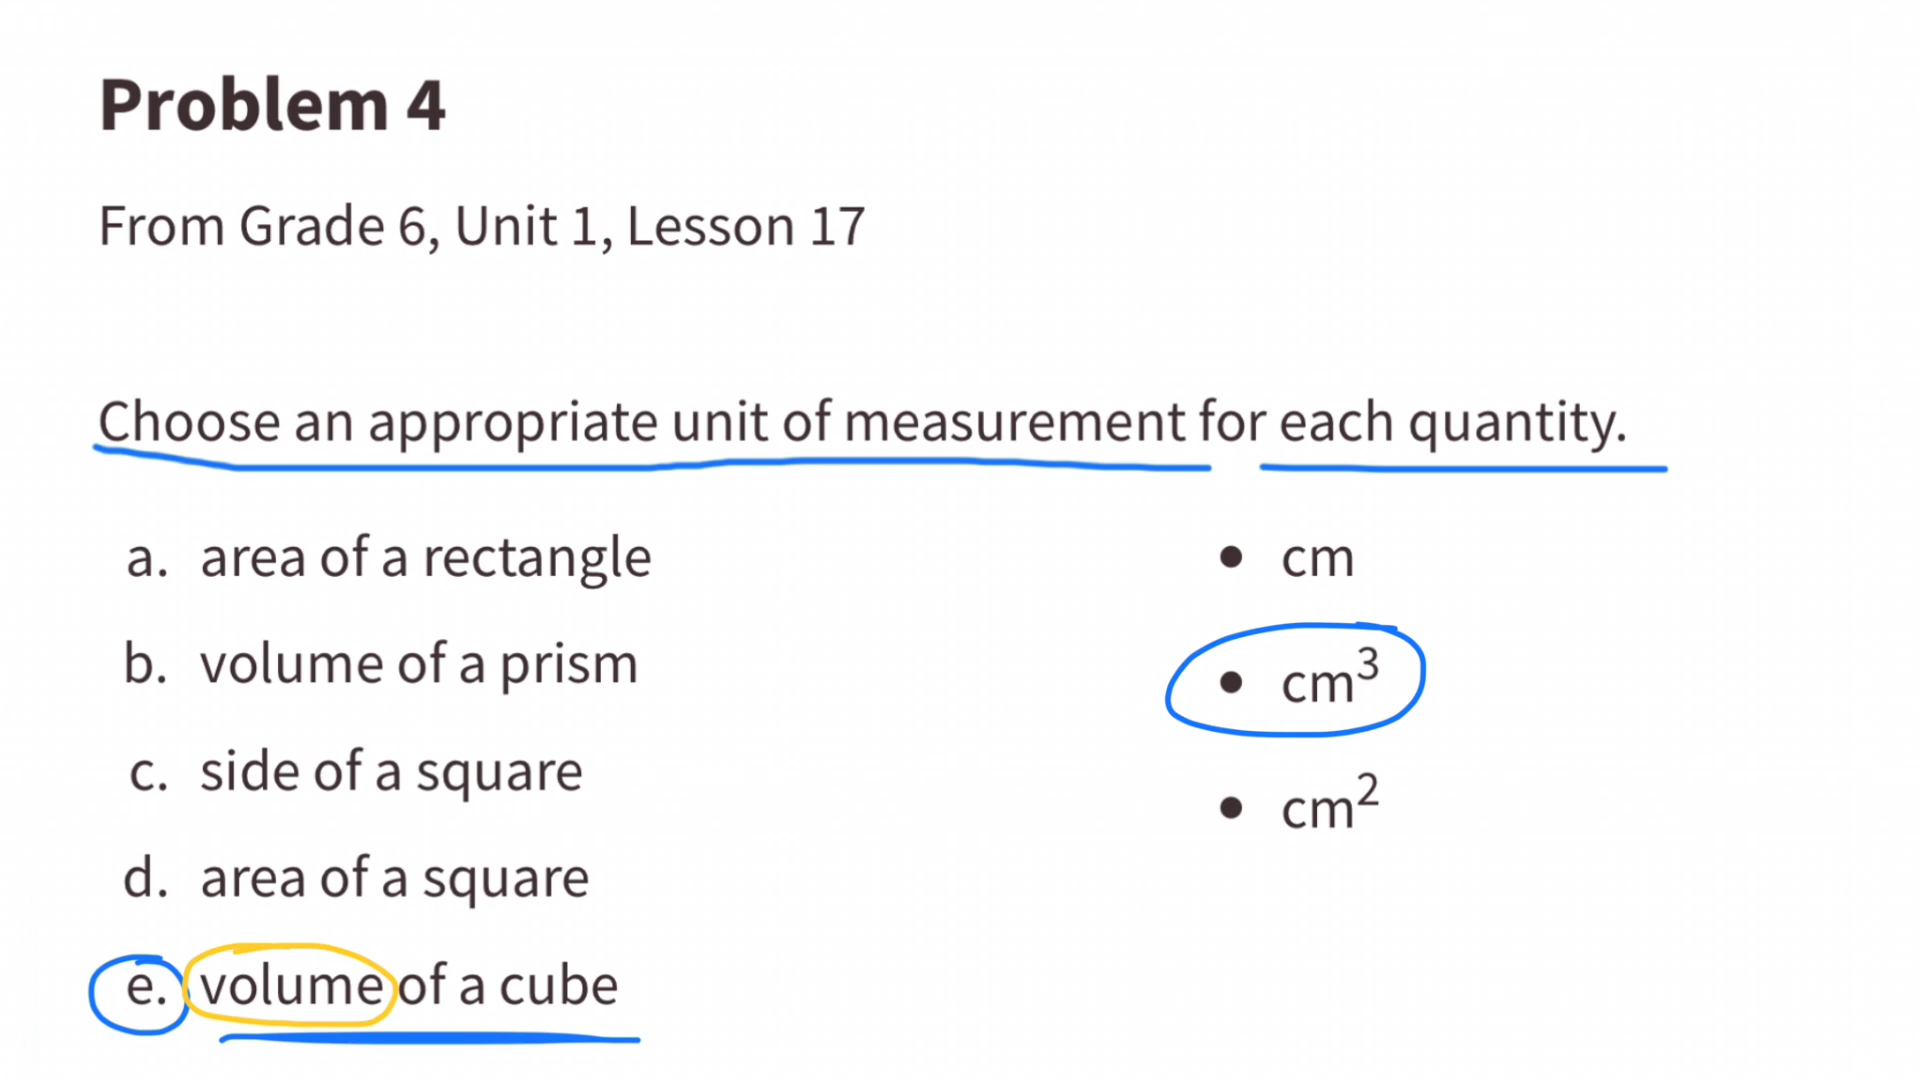 Problem 4
From Grade 6, Unit 1, Lesson 17
Choose an appropriate unit of measurement for each quantity.
a. area of a rectangle
b. volume of a prism
c. side of a square
d. area of a square
e. volume of a cube
• cm
• cm³
• cm²